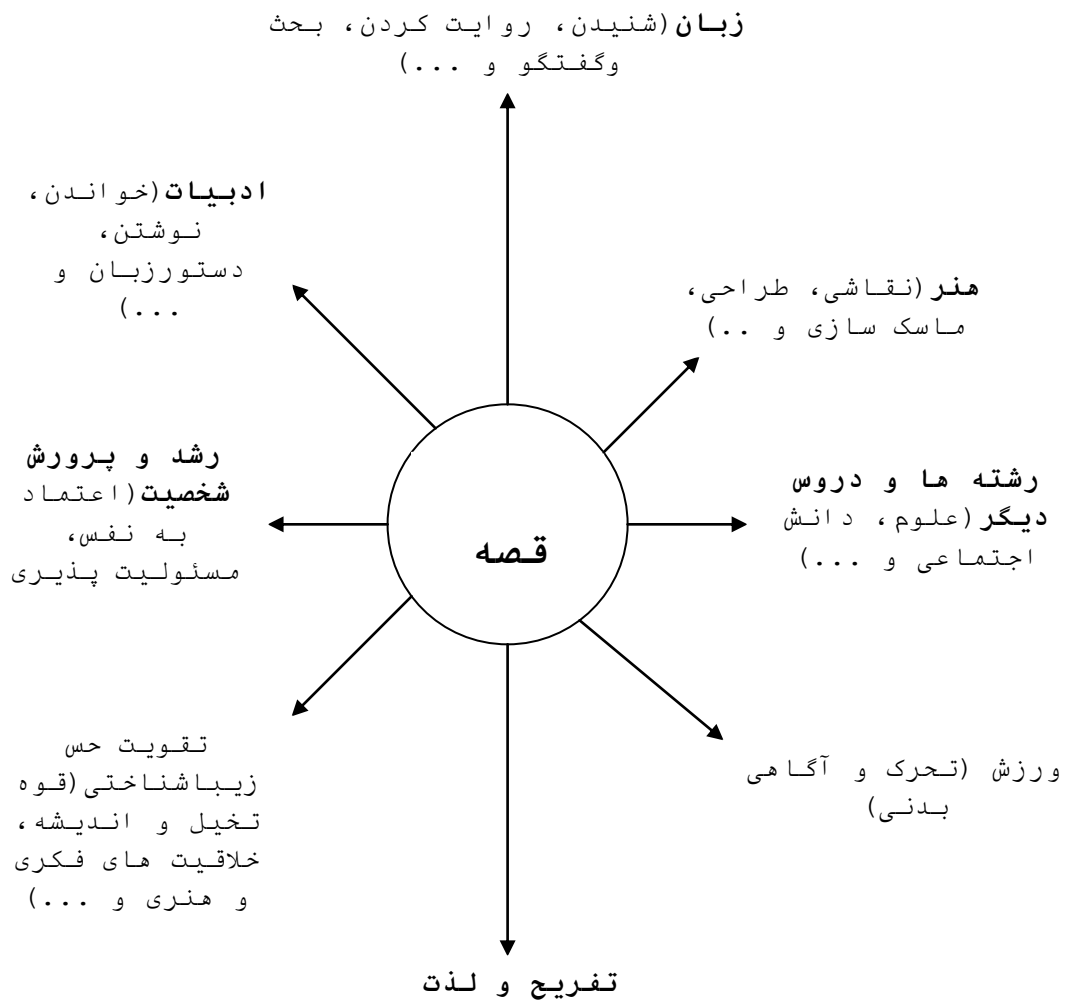 زبان (شنیدن، روایت کردن، بحث
وگفتگو و ...)
هنر (نقاشی، طراحی،
ماسک سازی و ..)
ادبیات (خواندن،
نوشتن،
دستورزبان و
...)
رشته ها و دروس
دیگر (علوم، دانش
اجتماعی و ...)
رشد و پرورش
شخصیت (اعتماد
به نفس،
مسئولیت پذیری
قصه
ورزش (تحرک و آگاهی
بدنی)
تقویت حس
زیباشناختی (قوه
تخیل و اندیشه،
خلاقیت های فکری
و هنری و ...)
تفریح و لذت